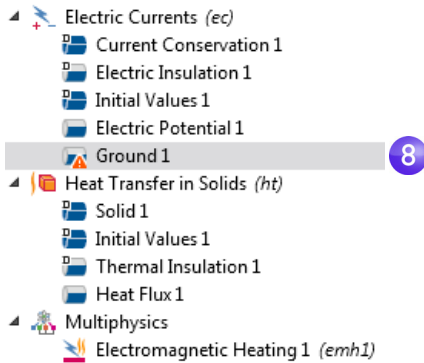 Electric Currents (ec)
Current Conservation 1
Electric Insulation 1
Initial Values 1
Electric Potential 1
Ground 1 8
Heat Transfer in Solids (ht)
Solid 1
Initial Values 1
Thermal Insulation 1
Heat Flux 1
Multiphysics
Electromagnetic Heating 1 (emh1)